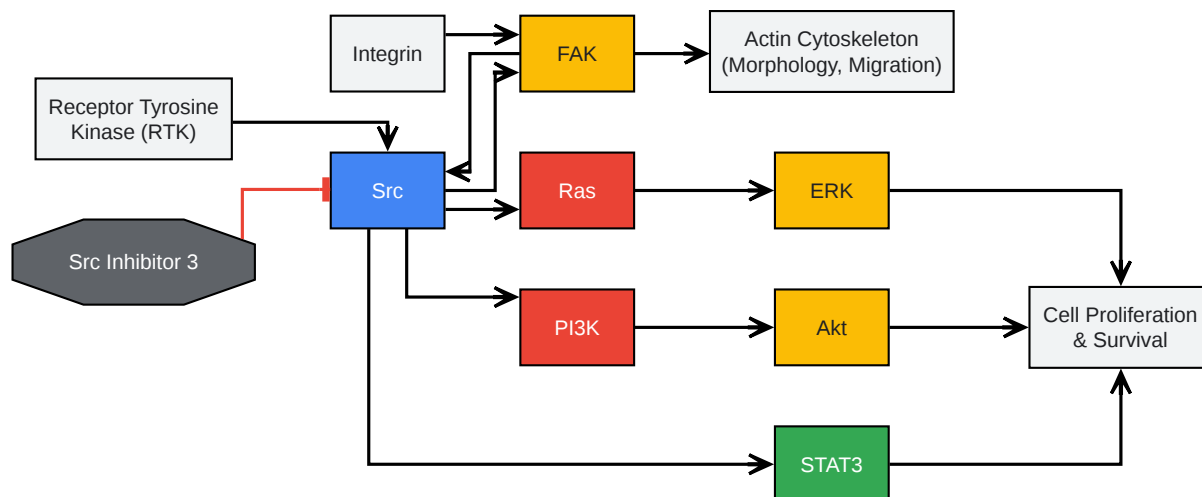 Integrin
FAK
Actin Cytoskeleton
(Morphology, Migration)
Receptor Tyrosine
Kinase (RTK)
Src
Ras
ERK
Src Inhibitor 3
PI3K
Akt
Cell Proliferation
& Survival
STAT3